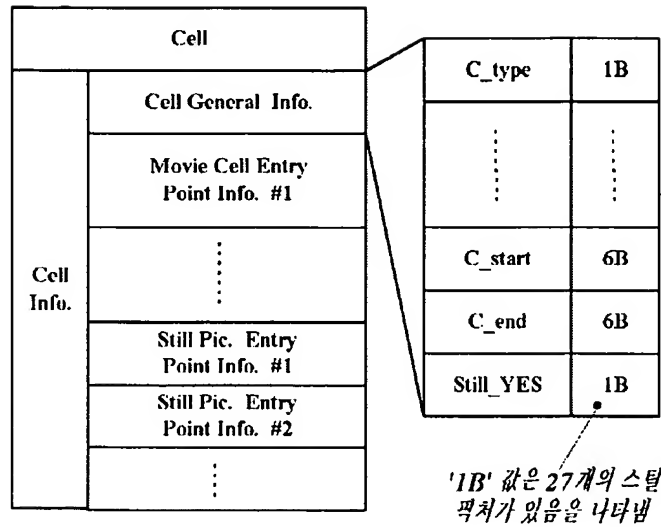 Cell
Cell General Info.
Movie Cell Entry
Point Info. #1
Cell
Info.
Still Pic. Entry
Point Info. #1
Still Pic. Entry
Point Info. #2
C_type 1B
C_start 6B
C_end 6B
Still_YES 1B
'1B' 값은 27개의 스틸
픽처가 있음을 나타냄